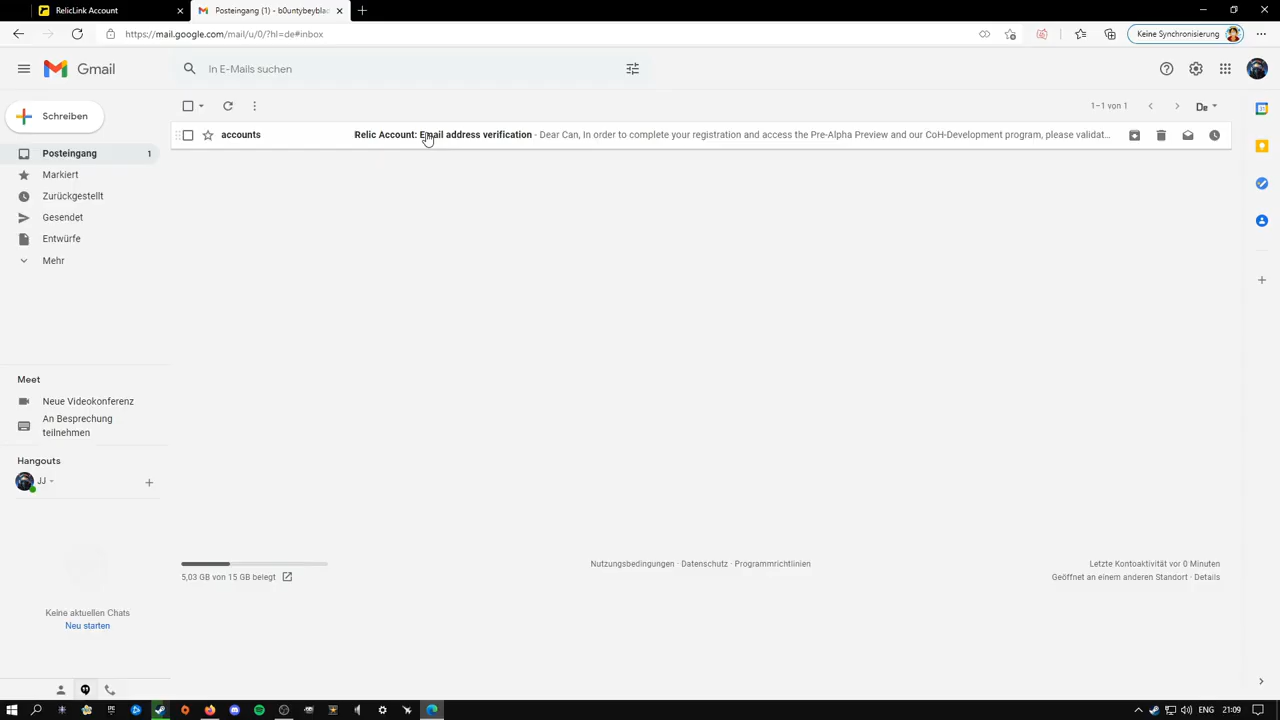 RelicLink Account
Posteingang (1) - b0untybeyblad
Keine Synchronisierung
https://mail.google.com/mail/u/0/?hl=de#inbox
Gmail
In E-Mails suchen
Schreiben
1–1 von 1
De
accounts
Relic Account: Email address verification - Dear Can, In order to complete your registration and access the Pre-Alpha Preview and our CoH-Development program, please validat...
Posteingang 1
Markiert
Zurückgestellt
Gesendet
Entwürfe
Mehr
Meet
Neue Videokonferenz
An Besprechung
teilnehmen
Hangouts
JJ
5,03 GB von 15 GB belegt
Nutzungsbedingungen · Datenschutz · Programmrichtlinien
Letzte Kontoaktivität vor 0 Minuten
Geöffnet an einem anderen Standort · Details
Keine aktuellen Chats
Neu starten
ENG 21:09